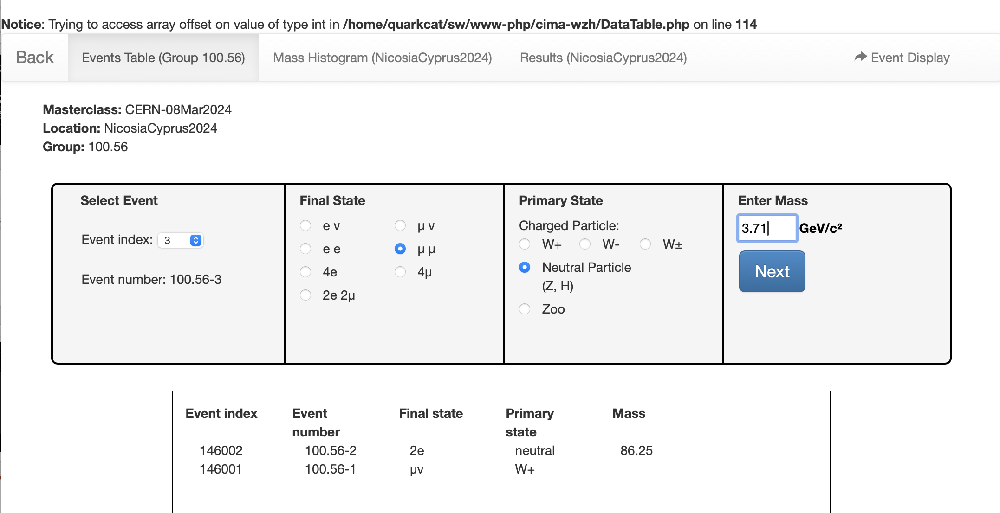 Notice: Trying to access array offset on value of type int in /home/quarkcat/sw/www-php/cima-wzh/DataTable.php on line 114
Back Events Table (Group 100.56) Mass Histogram (NicosiaCyprus2024) Results (NicosiaCyprus2024) Event Display
Masterclass: CERN-08Mar2024
Location: NicosiaCyprus2024
Group: 100.56
Select Event
Event index: 3
Event number: 100.56-3
Final State
e ν μ ν
e e μ μ
4e 4μ
2e 2μ
Primary State
Charged Particle:
W+ W- W±
Neutral Particle
(Z, H)
Zoo
Enter Mass
3.71 GeV/c²
Next
Event index Event number Final state Primary state Mass
146002 100.56-2 2e neutral 86.25
146001 100.56-1 μν W+